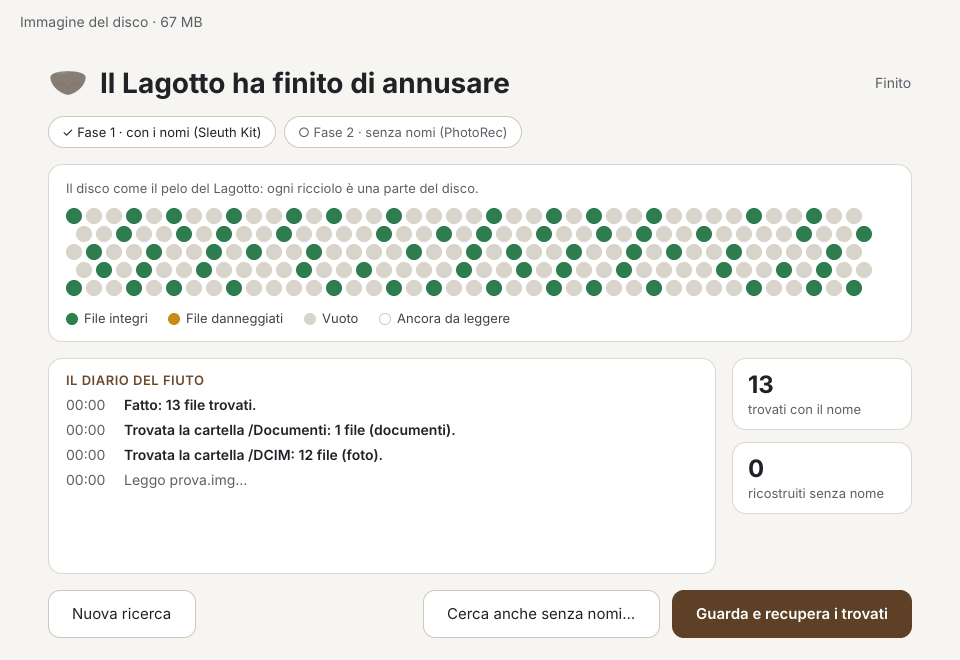 Immagine del disco · 67 MB
Il Lagotto ha finito di annusare
Finito
✓ Fase 1 · con i nomi (Sleuth Kit)
○ Fase 2 · senza nomi (PhotoRec)
Il disco come il pelo del Lagotto: ogni ricciolo è una parte del disco.
File integri
File danneggiati
Vuoto
Ancora da leggere
IL DIARIO DEL FIUTO
00:00 Fatto: 13 file trovati.
00:00 Trovata la cartella /Documenti: 1 file (documenti).
00:00 Trovata la cartella /DCIM: 12 file (foto).
00:00 Leggo prova.img…
13
trovati con il nome
0
ricostruiti senza nome
Nuova ricerca
Cerca anche senza nomi…
Guarda e recupera i trovati